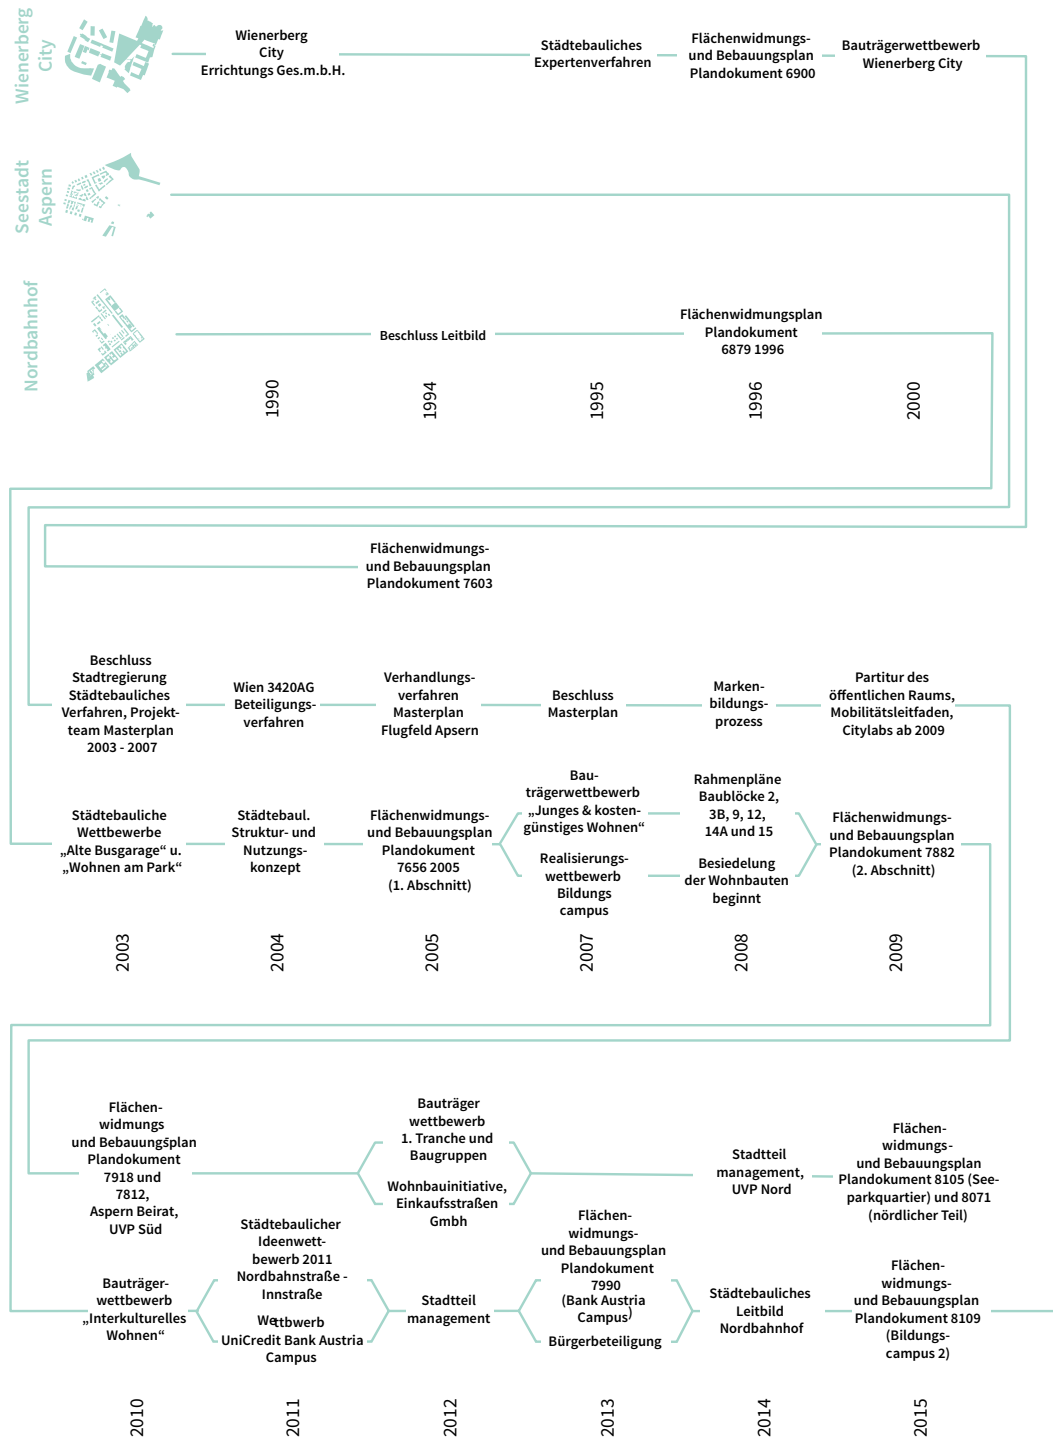 Wienerberg
City
Wienerberg
City
Errichtungs Ges.m.b.H.
Städtebauliches
Expertenverfahren
Flächenwidmungs-
und Bebauungsplan
Plandokument 6900
Bauträgerwettbewerb
Wienerberg City
Seestadt
Aspern
Nordbahnhof
Beschluss Leitbild
Flächenwidmungsplan
Plandokument
6879 1996
1990
1994
1995
1996
2000
Flächenwidmungs-
und Bebauungsplan
Plandokument 7603
Beschluss
Stadtregierung
Städtebauliches
Verfahren, Projekt-
team Masterplan
2003 - 2007
Wien 3420AG
Beteiligungs-
verfahren
Verhandlungs-
verfahren
Masterplan
Flugfeld Apsern
Beschluss
Masterplan
Marken-
bildungs-
prozess
Partitur des
öffentlichen Raums,
Mobilitätsleitfaden,
Citylabs ab 2009
Städtebauliche
Wettbewerbe
„Alte Busgarage“ u.
„Wohnen am Park“
Städtebaul.
Struktur- und
Nutzungs-
konzept
Flächenwidmungs-
und Bebauungsplan
Plandokument
7656 2005
(1. Abschnitt)
Bau-
trägerwettbewerb
„Junges & kosten-
günstiges Wohnen“
Realisierungs-
wettbewerb
Bildungs
campus
Rahmenpläne
Baublöcke 2,
3B, 9, 12,
14A und 15
Besiedelung
der Wohnbauten
beginnt
Flächenwidmungs-
und Bebauungsplan
Plandokument 7882
(2. Abschnitt)
2003
2004
2005
2007
2008
2009
Flächen-
widmungs
und Bebauungsplan
Plandokument
7918 und
7812,
Aspern Beirat,
UVP Süd
Bauträger
wettbewerb
1. Tranche und
Baugruppen
Wohnbauinitiative,
Einkaufsstraßen
Gmbh
Stadtteil
management,
UVP Nord
Flächen-
widmungs-
und Bebauungsplan
Plandokument 8105 (See-
parkquartier) und 8071
(nördlicher Teil)
Bauträger-
wettbewerb
„Interkulturelles
Wohnen“
Städtebaulicher
Ideenwett-
bewerb 2011
Nordbahnstraße -
Innstraße
Wettbwerb
UniCredit Bank Austria
Campus
Stadtteil
management
Flächen-
widmungs-
und Bebauungsplan
Plandokument
7990
(Bank Austria
Campus)
Bürgerbeteiligung
Städtebauliches
Leitbild
Nordbahnhof
Flächen-
widmungs-
und Bebauungsplan
Plandokument 8109
(Bildungs-
campus 2)
2010
2011
2012
2013
2014
2015